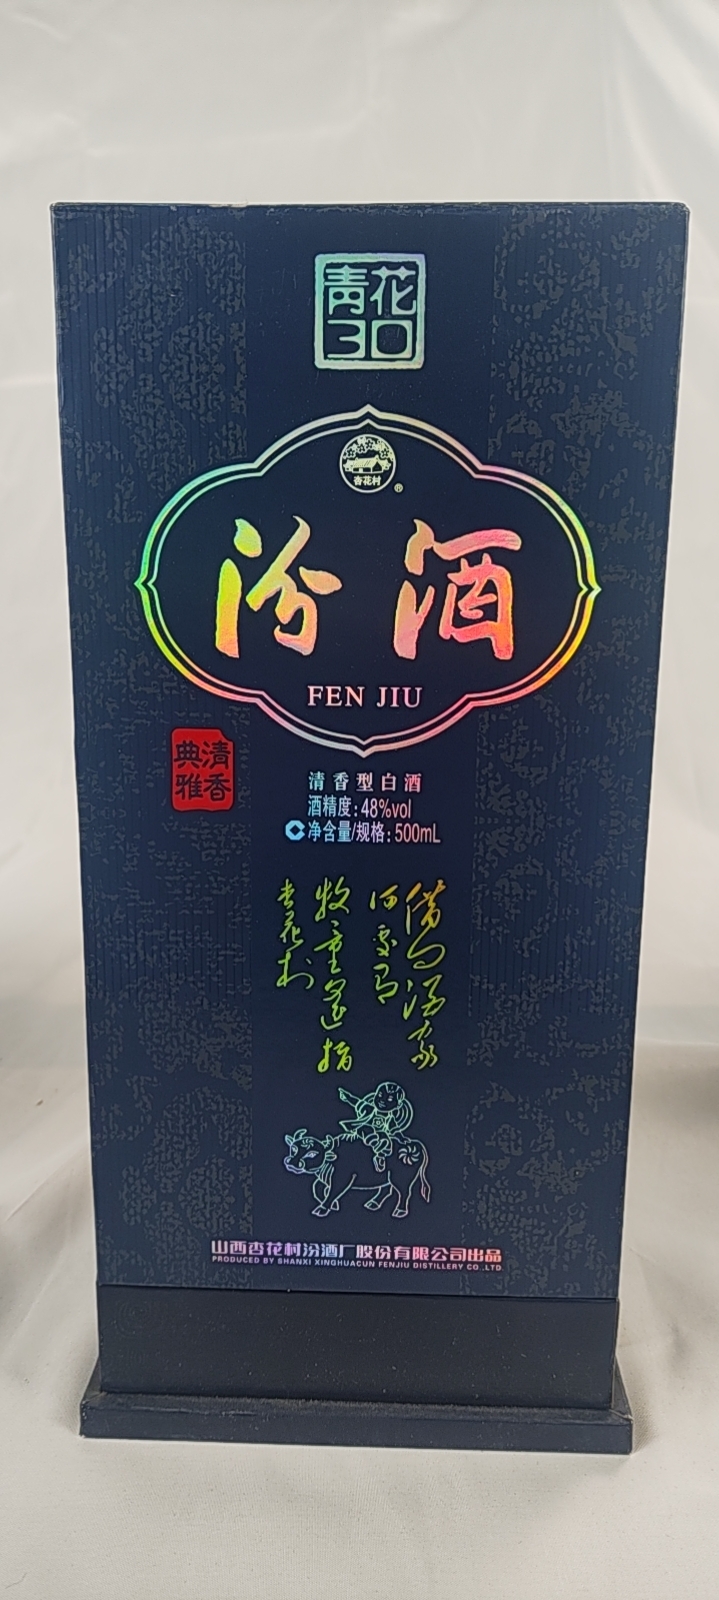 青花
30
杏花村
®
汾酒
FEN JIU
清香
典雅
清香型白酒
酒精度:48%vol
净含量/规格:500mL
借问酒家
何处有
牧童遥指
杏花村
山西杏花村汾酒厂股份有限公司出品
PRODUCED BY SHANXI XINGHUACUN FENJIU DISTILLERY CO.,LTD